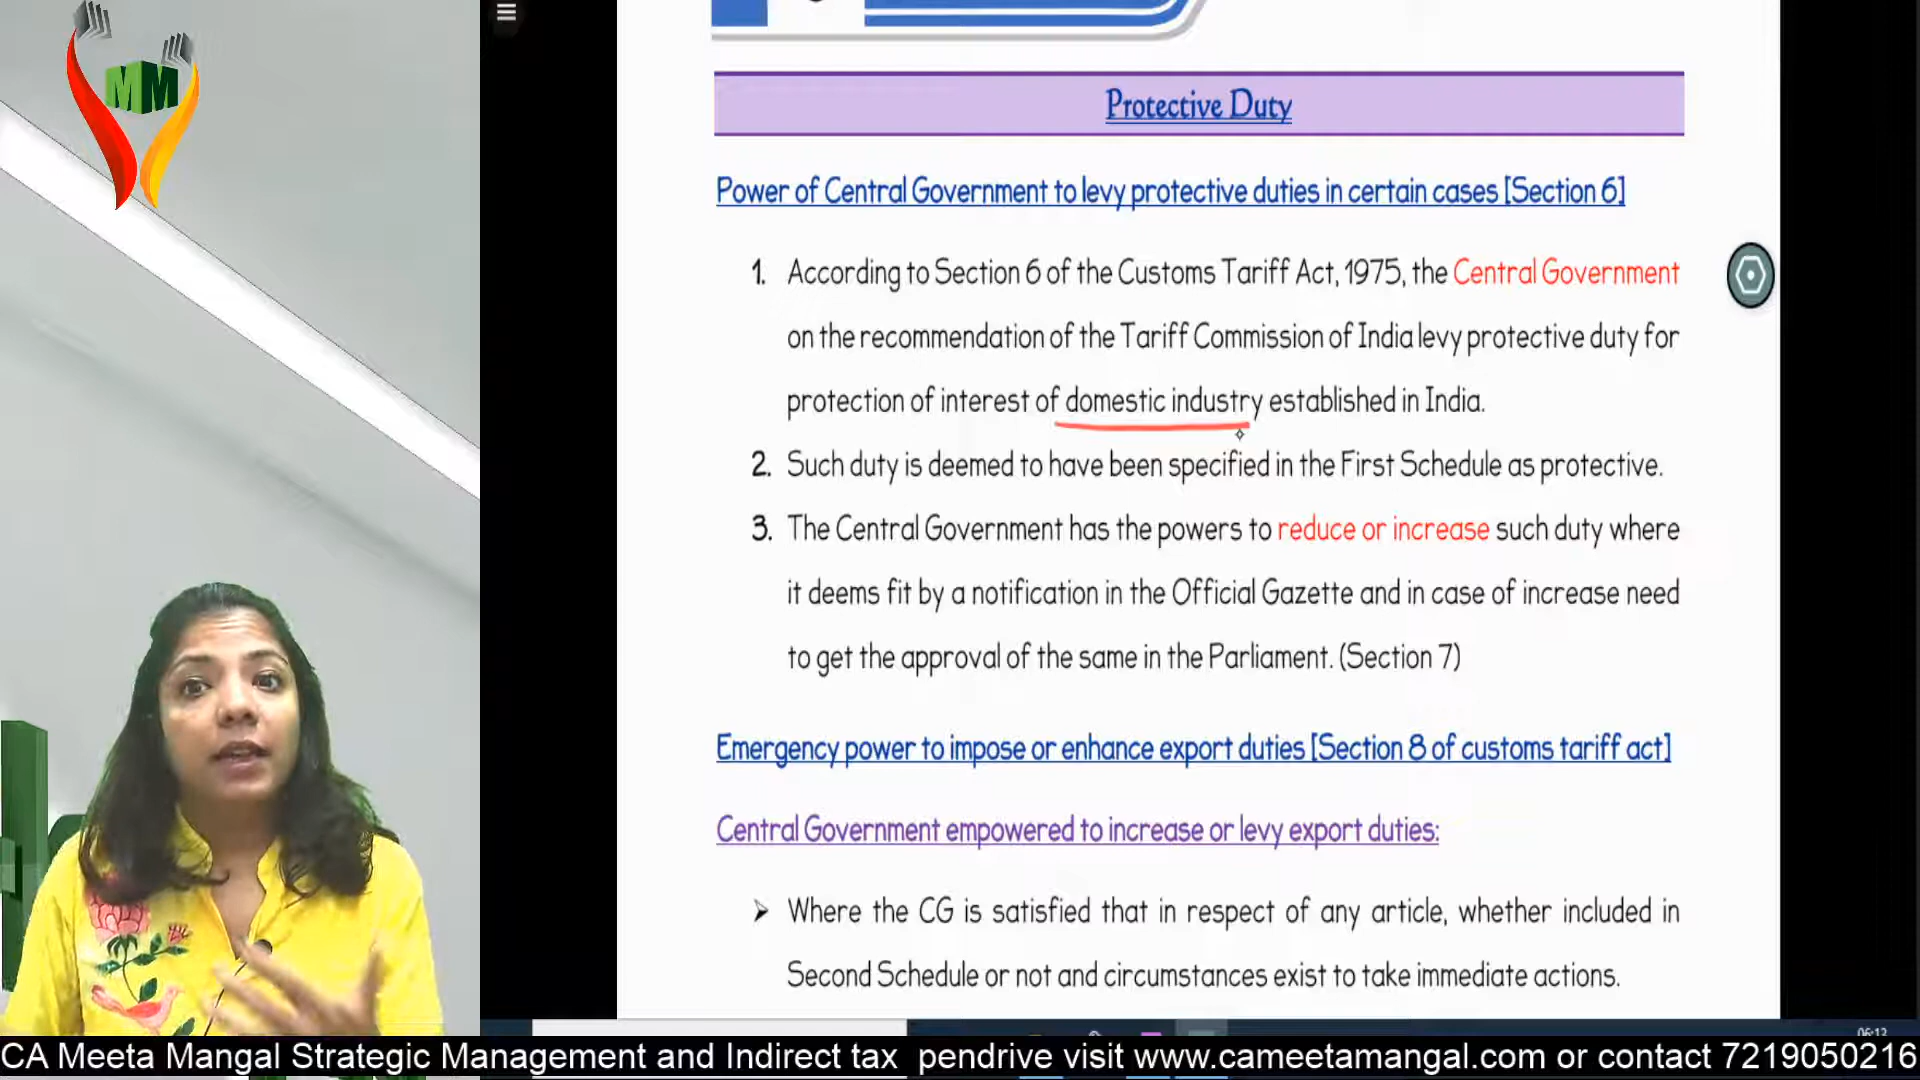 MM
Protective Duty
Power of Central Government to levy protective duties in certain cases [Section 6]
1. According to Section 6 of the Customs Tariff Act, 1975, the Central Government
on the recommendation of the Tariff Commission of India levy protective duty for
protection of interest of domestic industry established in India.
2. Such duty is deemed to have been specified in the First Schedule as protective.
3. The Central Government has the powers to reduce or increase such duty where
it deems fit by a notification in the Official Gazette and in case of increase need
to get the approval of the same in the Parliament. (Section 7)
Emergency power to impose or enhance export duties [Section 8 of customs tariff act]
Central Government empowered to increase or levy export duties:
➤ Where the CG is satisfied that in respect of any article, whether included in
Second Schedule or not and circumstances exist to take immediate actions.
CA Meeta Mangal Strategic Management and Indirect tax pendrive visit www.cameetamangal.com or contact 7219050216